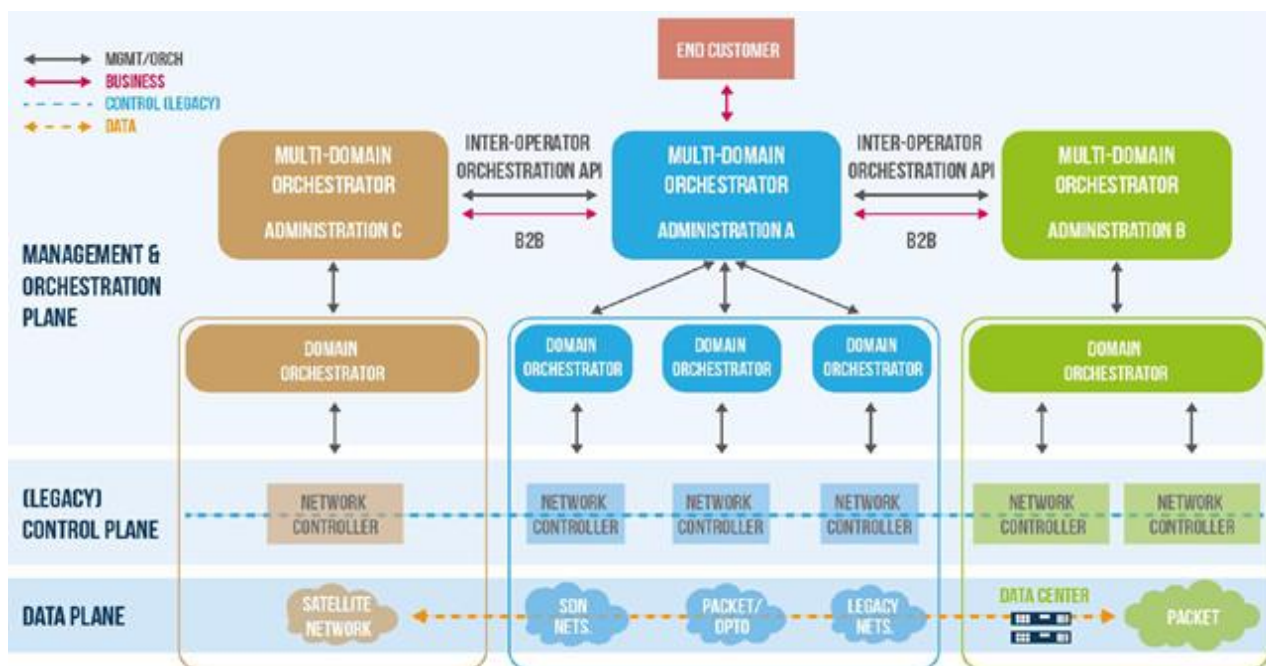 MGMT/ORCH
BUSINESS
CONTROL (LEGACY)
DATA
END CUSTOMER
MULTI-DOMAIN
ORCHESTRATOR
ADMINISTRATION C
INTER-OPERATOR
ORCHESTRATION API
B2B
MULTI-DOMAIN
ORCHESTRATOR
ADMINISTRATION A
INTER-OPERATOR
ORCHESTRATION API
B2B
MULTI-DOMAIN
ORCHESTRATOR
ADMINISTRATION B
MANAGEMENT &
ORCHESTRATION
PLANE
DOMAIN
ORCHESTRATOR
DOMAIN
ORCHESTRATOR
DOMAIN
ORCHESTRATOR
DOMAIN
ORCHESTRATOR
DOMAIN
ORCHESTRATOR
(LEGACY)
CONTROL PLANE
NETWORK
CONTROLLER
NETWORK
CONTROLLER
NETWORK
CONTROLLER
NETWORK
CONTROLLER
NETWORK
CONTROLLER
NETWORK
CONTROLLER
DATA PLANE
SATELLITE
NETWORK
SDN
NETS.
PACKET/
OPTO
LEGACY
NETS.
DATA CENTER
PACKET